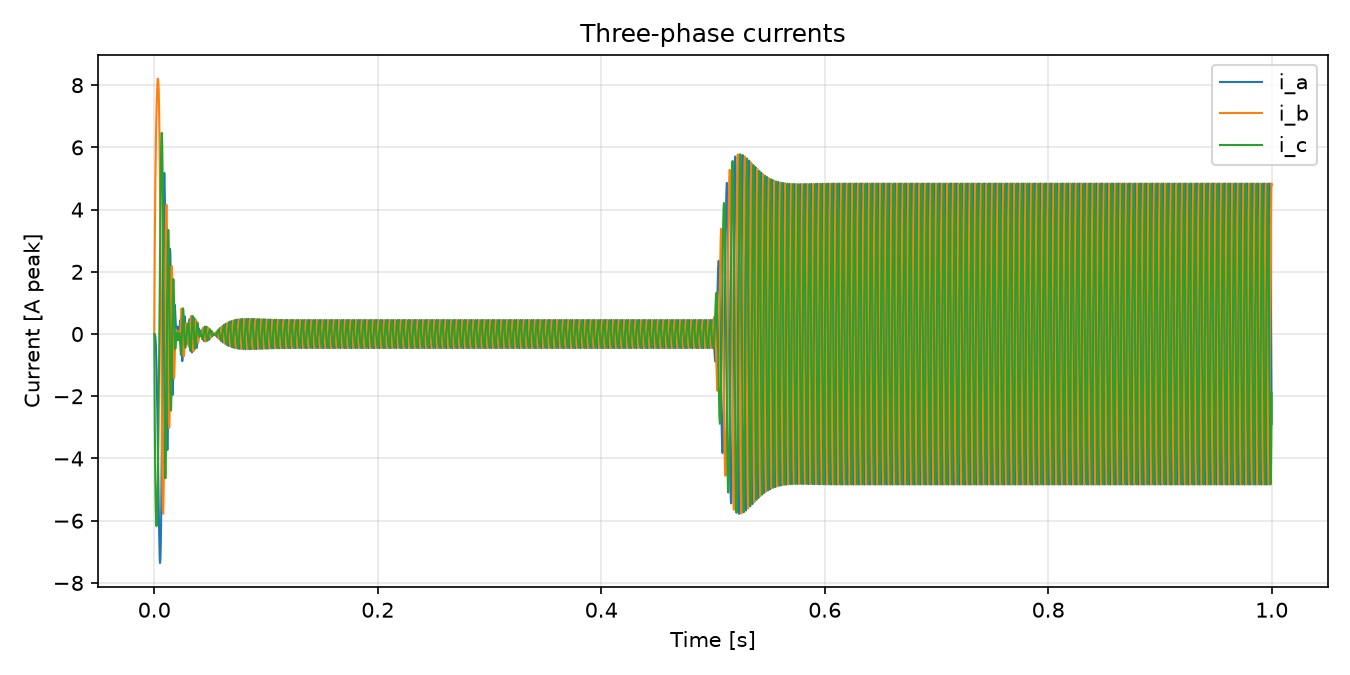 Three-phase currents
i_a
i_b
i_c
8
6
4
2
0
−2
−4
−6
−8
Current [A peak]
0.0 0.2 0.4 0.6 0.8 1.0
Time [s]